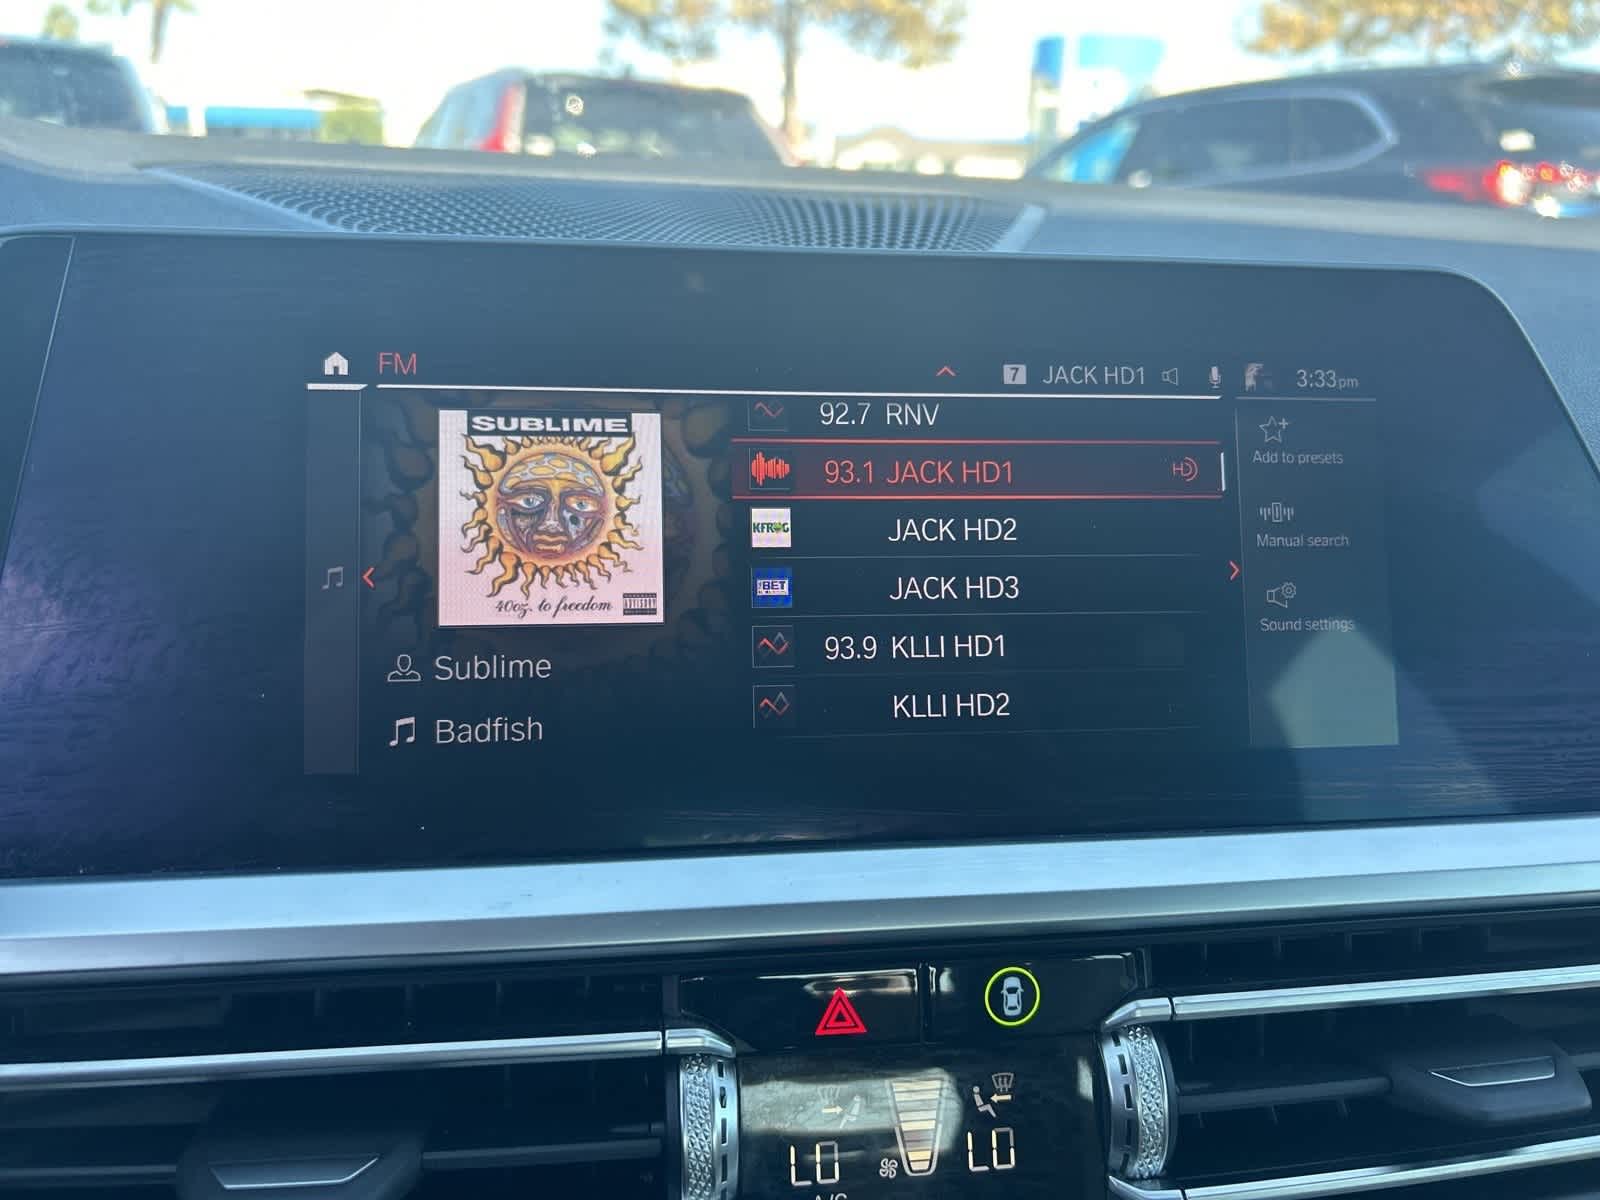 FM
7 JACK HD1
3:33pm
SUBLIME
40oz. to freedom
ADVISORY
Sublime
Badfish
92.7 RNV
93.1 JACK HD1 HD
KFROG JACK HD2
BET JACK HD3
93.9 KLLI HD1
KLLI HD2
Add to presets
Manual search
Sound settings
LO
LO
A/C